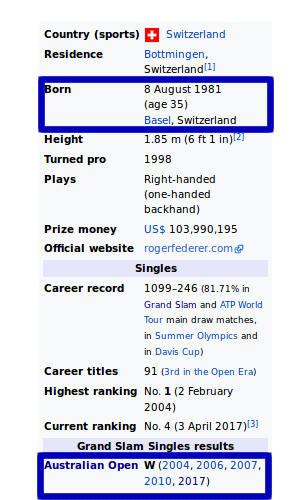 Country (sports) Switzerland
Residence Bottmingen,
Switzerland[1]
Born 8 August 1981
(age 35)
Basel, Switzerland
Height 1.85 m (6 ft 1 in)[2]
Turned pro 1998
Plays Right-handed
(one-handed
backhand)
Prize money US$ 103,990,195
Official website rogerfederer.com
Singles
Career record 1099–246 (81.71% in
Grand Slam and ATP World
Tour main draw matches,
in Summer Olympics and
in Davis Cup)
Career titles 91 (3rd in the Open Era)
Highest ranking No. 1 (2 February
2004)
Current ranking No. 4 (3 April 2017)[3]
Grand Slam Singles results
Australian Open W (2004, 2006, 2007,
2010, 2017)